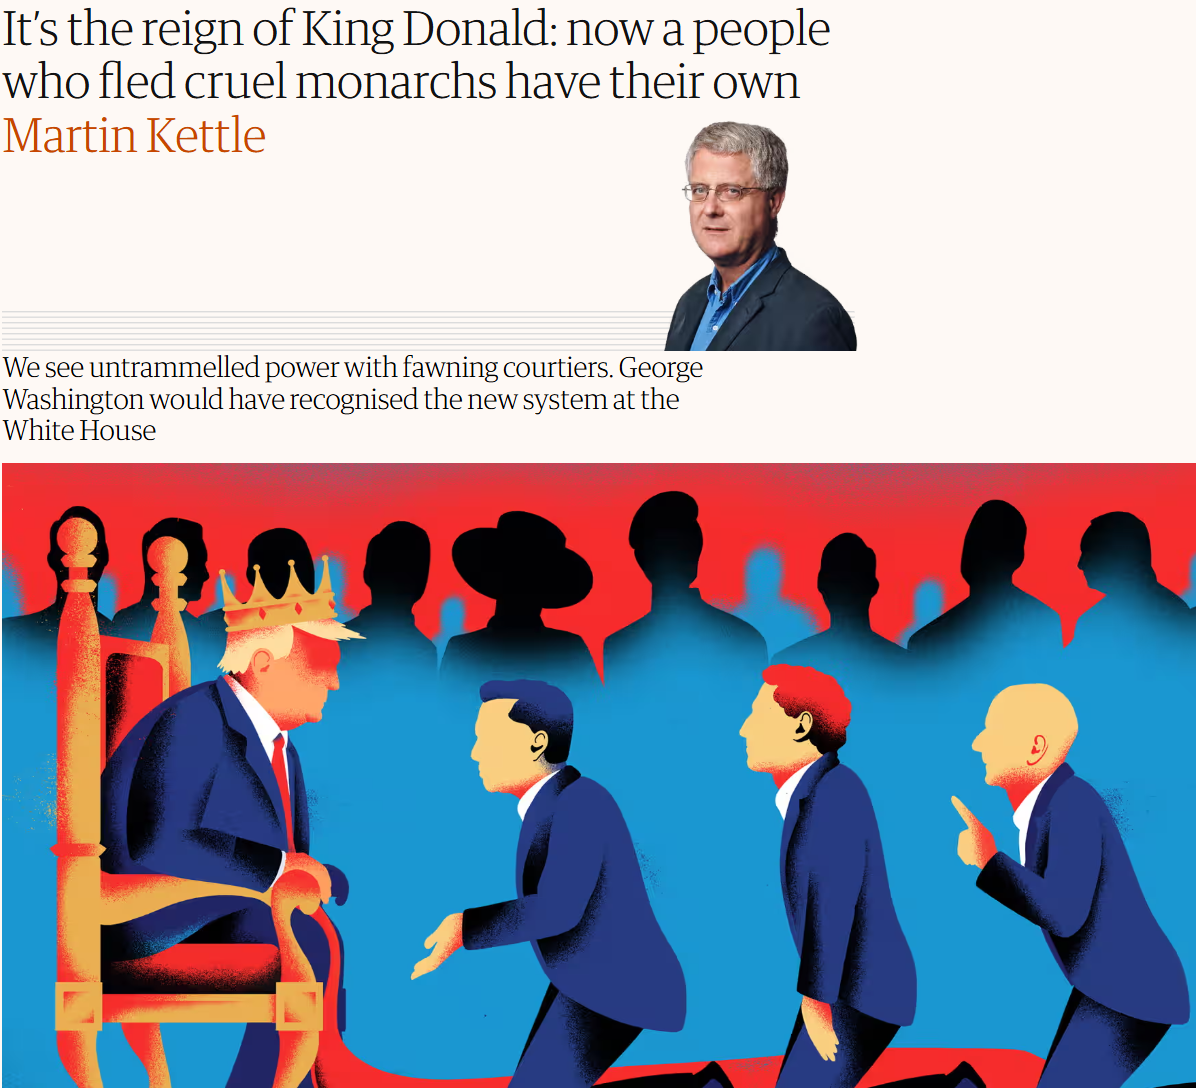 It’s the reign of King Donald: now a people
who fled cruel monarchs have their own
Martin Kettle
We see untrammelled power with fawning courtiers. George
Washington would have recognised the new system at the
White House